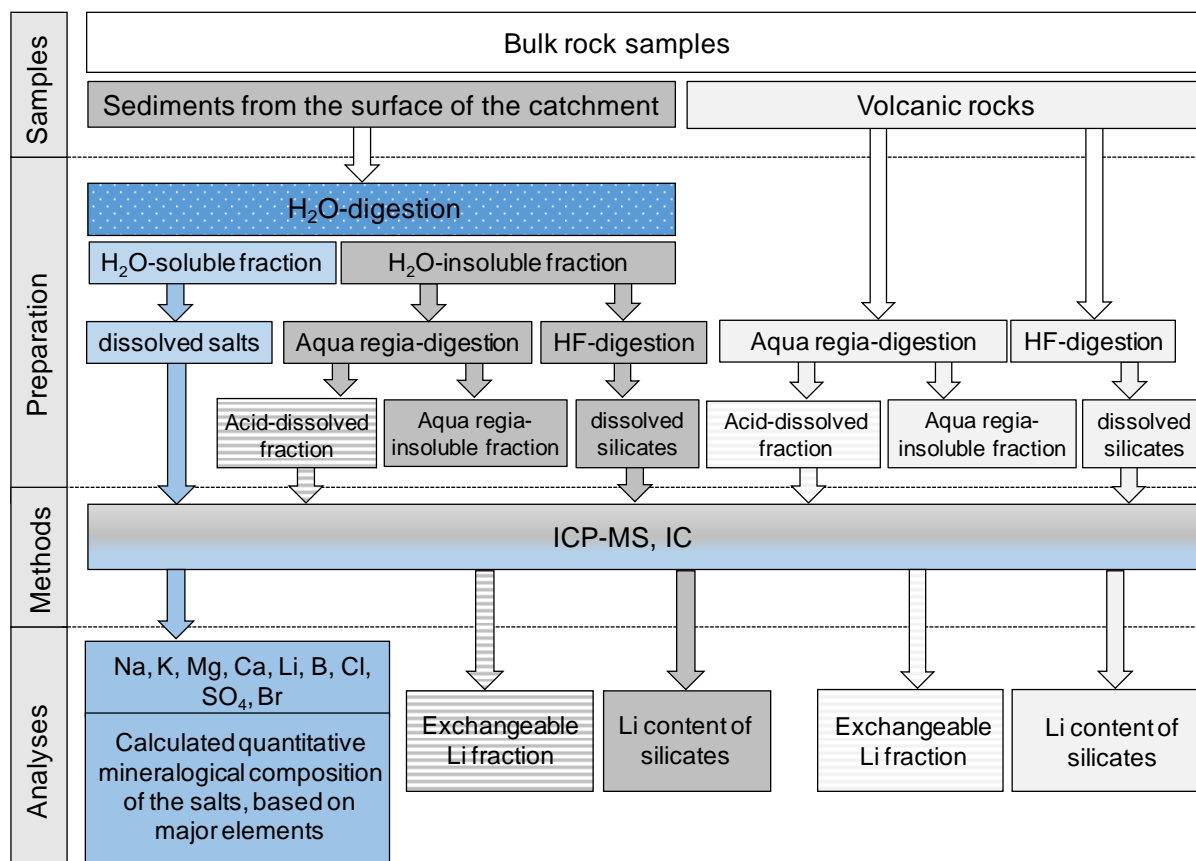 Samples
Bulk rock samples
Sediments from the surface of the catchment
Volcanic rocks
Preparation
H₂O-digestion
H₂O-soluble fraction
H₂O-insoluble fraction
dissolved salts
Aqua regia-digestion
HF-digestion
Aqua regia-digestion
HF-digestion
Acid-dissolved
fraction
Aqua regia-
insoluble fraction
dissolved
silicates
Acid-dissolved
fraction
Aqua regia-
insoluble fraction
dissolved
silicates
Methods
ICP-MS, IC
Analyses
Na, K, Mg, Ca, Li, B, Cl,
SO₄, Br
Calculated quantitative
mineralogical composition
of the salts, based on
major elements
Exchangeable
Li fraction
Li content of
silicates
Exchangeable
Li fraction
Li content of
silicates